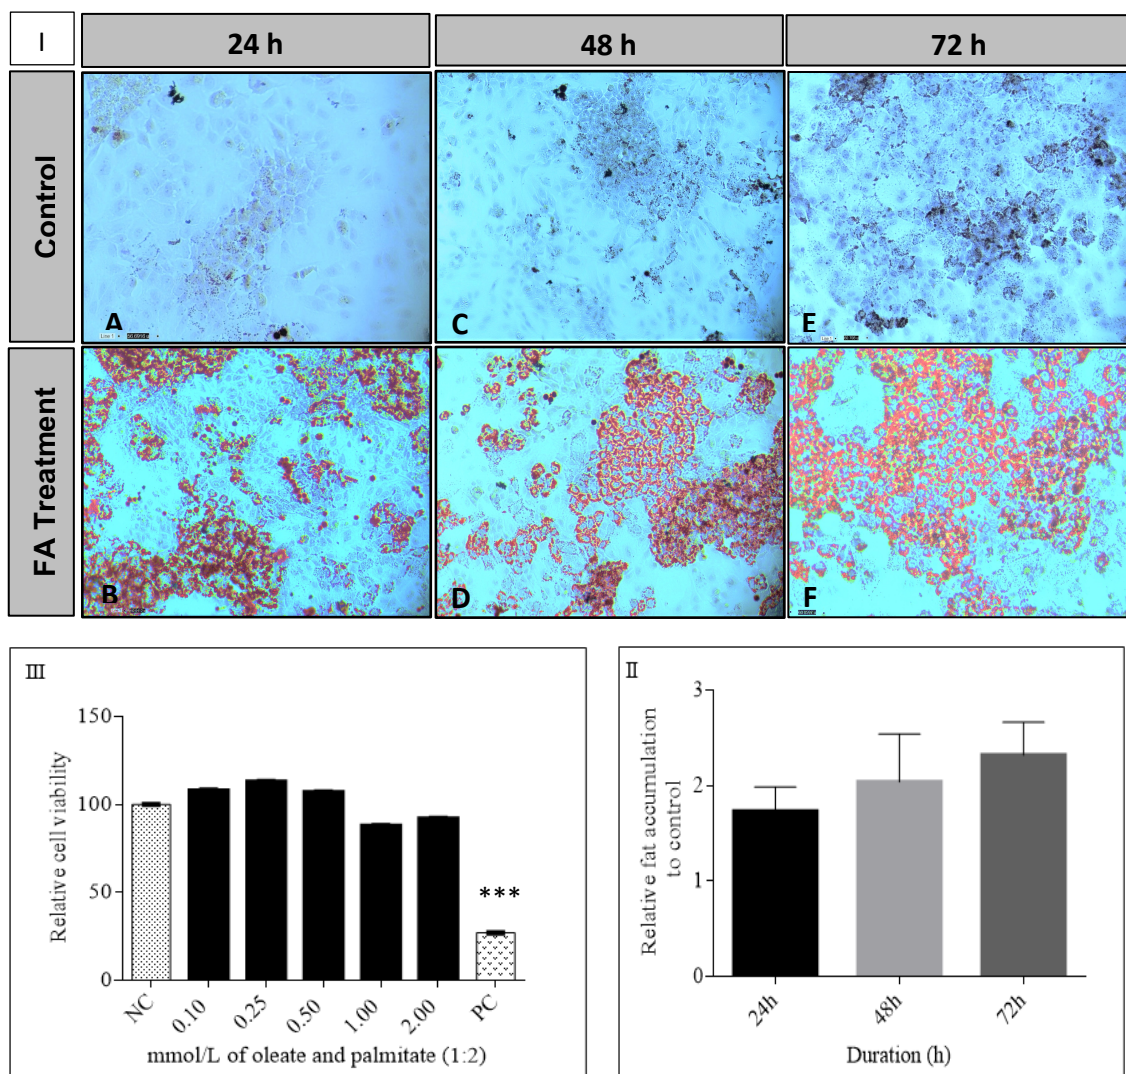 I
24 h
48 h
72 h
Control
A
C
E
FA Treatment
B
D
F
III
Relative cell viability
150
100
50
0
***
NC
0.10
0.25
0.50
1.00
2.00
PC
mmol/L of oleate and palmitate (1:2)
II
Relative fat accumulation
to control
3
2
1
0
24h
48h
72h
Duration (h)